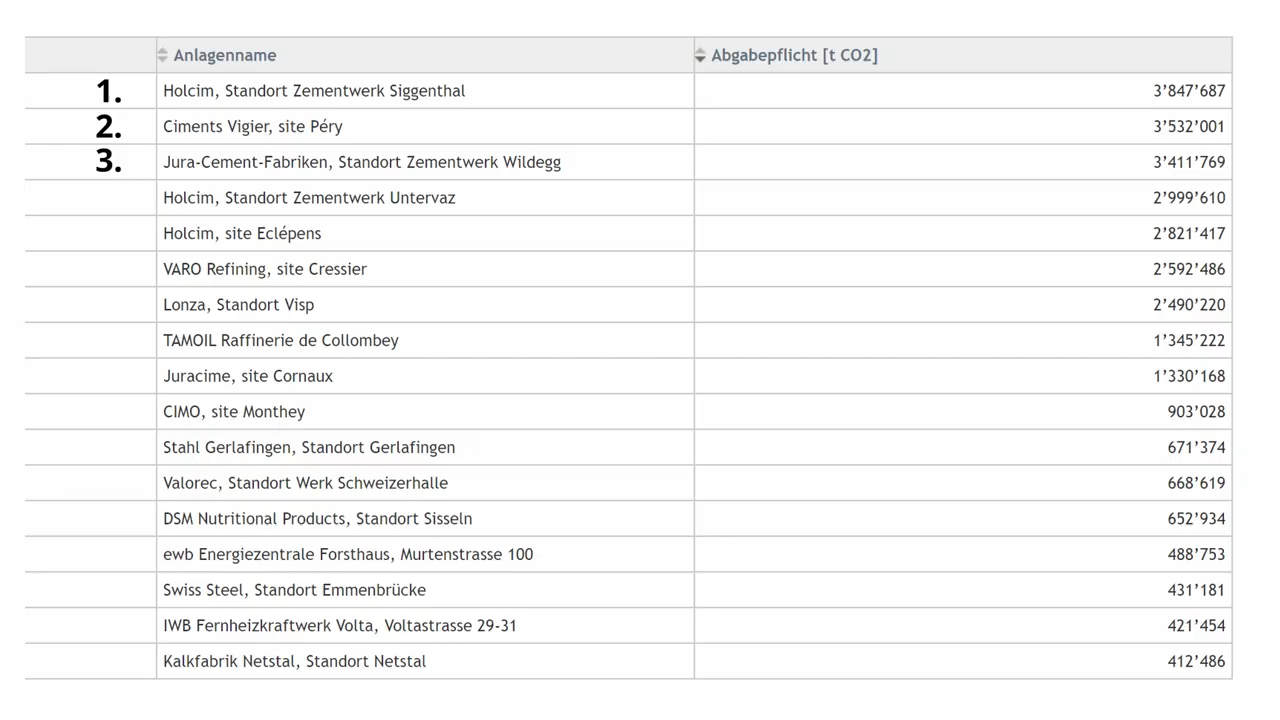 Anlagenname Abgabepflicht [t CO2]
1. Holcim, Standort Zementwerk Siggenthal 3’847’687
2. Ciments Vigier, site Péry 3’532’001
3. Jura-Cement-Fabriken, Standort Zementwerk Wildegg 3’411’769
Holcim, Standort Zementwerk Untervaz 2’999’610
Holcim, site Eclépens 2’821’417
VARO Refining, site Cressier 2’592’486
Lonza, Standort Visp 2’490’220
TAMOIL Raffinerie de Collombey 1’345’222
Juracime, site Cornaux 1’330’168
CIMO, site Monthey 903’028
Stahl Gerlafingen, Standort Gerlafingen 671’374
Valorec, Standort Werk Schweizerhalle 668’619
DSM Nutritional Products, Standort Sisseln 652’934
ewb Energiezentrale Forsthaus, Murtenstrasse 100 488’753
Swiss Steel, Standort Emmenbrücke 431’181
IWB Fernheizkraftwerk Volta, Voltastrasse 29-31 421’454
Kalkfabrik Netstal, Standort Netstal 412’486